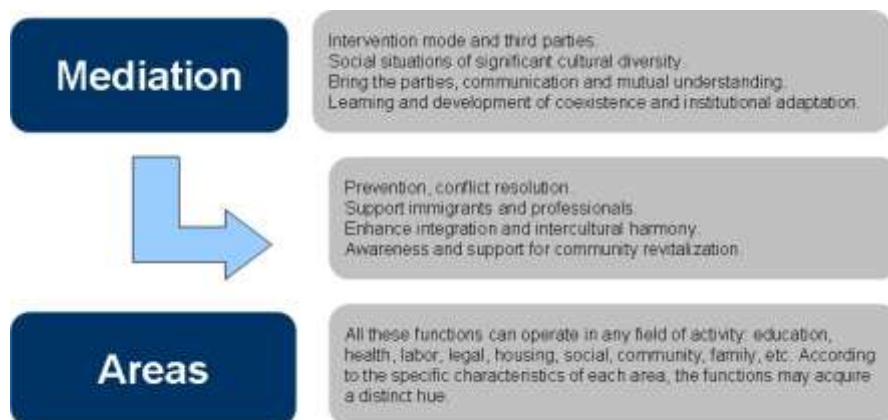 Mediation
Intervention mode and third parties.
Social situations of significant cultural diversity.
Bring the parties, communication and mutual understanding.
Learning and development of coexistence and institutional adaptation.
Prevention, conflict resolution.
Support immigrants and professionals.
Enhance integration and intercultural harmony.
Awareness and support for community revitalization.
Areas
All these functions can operate in any field of activity: education,
health, labor, legal, housing, social, community, family, etc. According
to the specific characteristics of each area, the functions may acquire
a distinct hue.